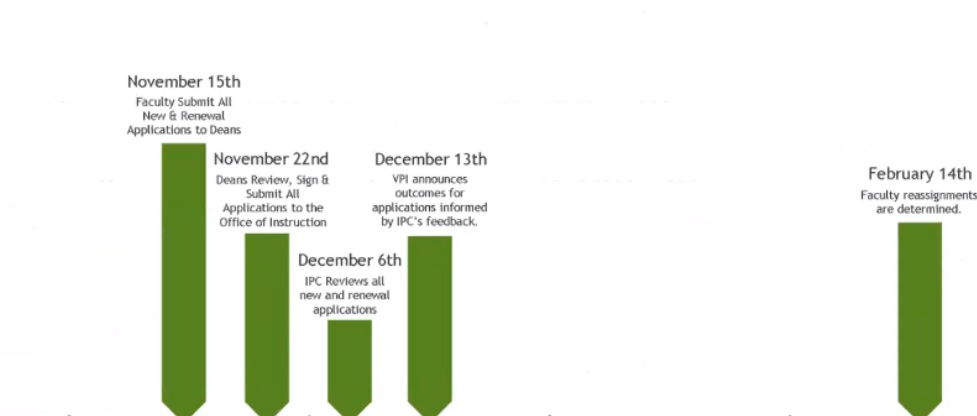 November 15th
Faculty Submit All
New & Renewal
Applications to Deans
November 22nd
Deans Review, Sign &
Submit All
Applications to the
Office of Instruction
December 6th
IPC Reviews all
new and renewal
applications
December 13th
VPI announces
outcomes for
applications informed
by IPC's feedback.
February 14th
Faculty reassignments
are determined.